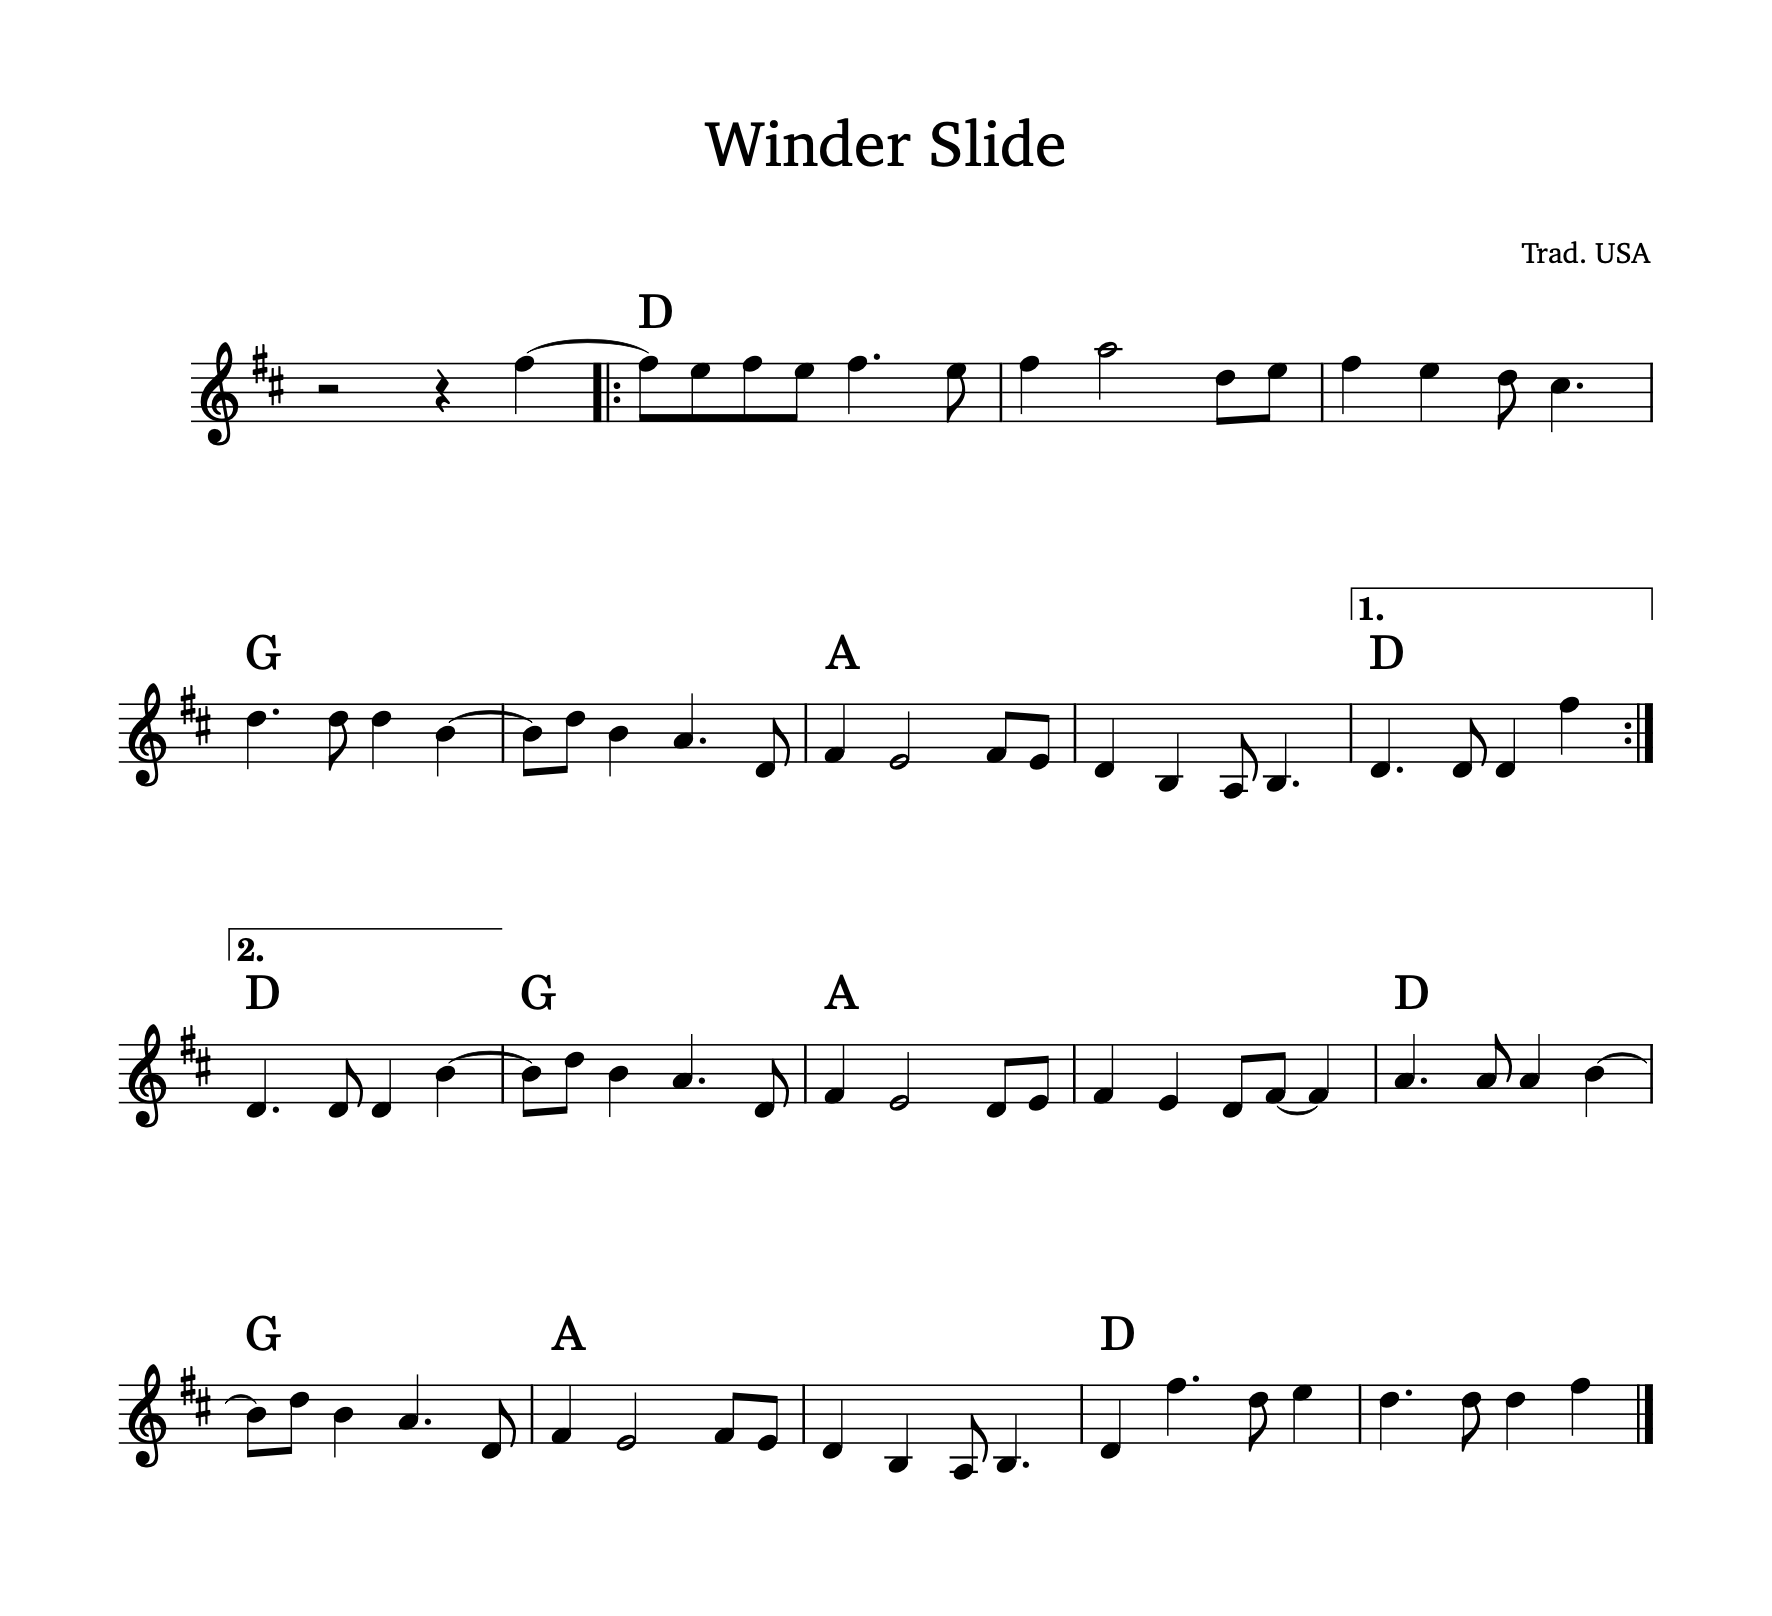 Winder Slide
Trad. USA
D
1.
G A D
2.
D G A D
G A D